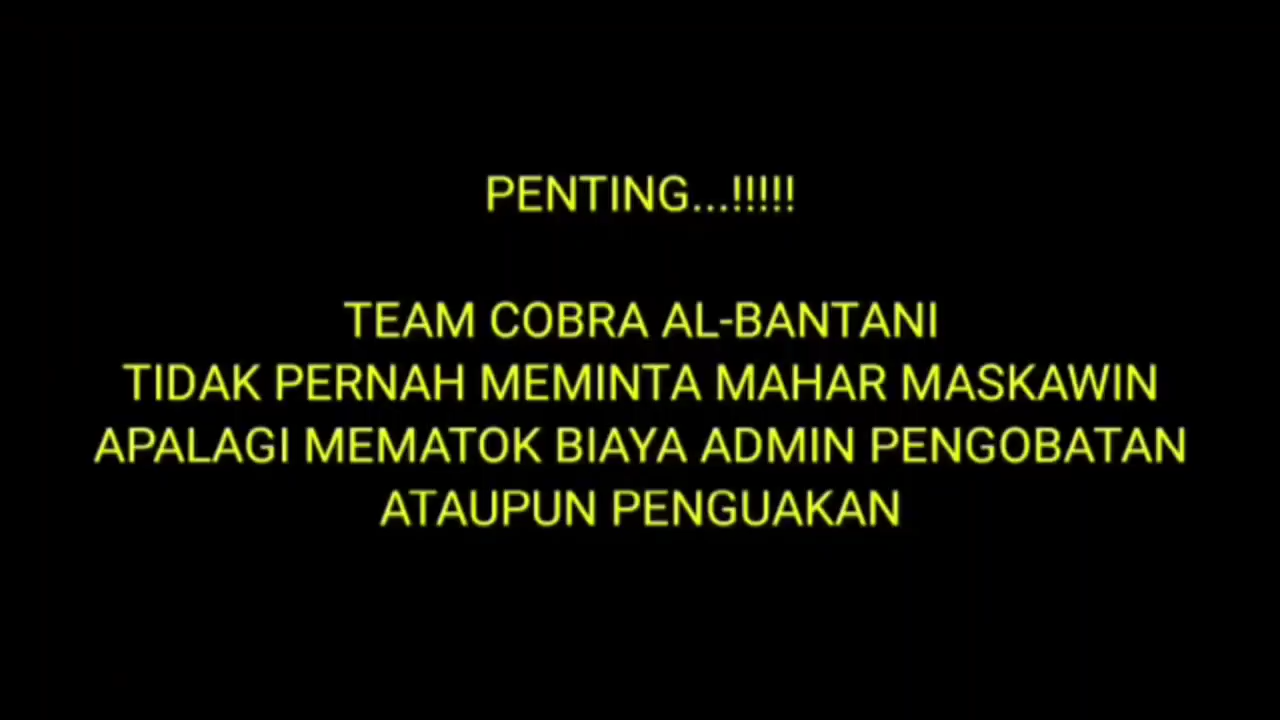 PENTING...!!!!!
TEAM COBRA AL-BANTANI
TIDAK PERNAH MEMINTA MAHAR MASKAWIN
APALAGI MEMATOK BIAYA ADMIN PENGOBATAN
ATAUPUN PENGUAKAN